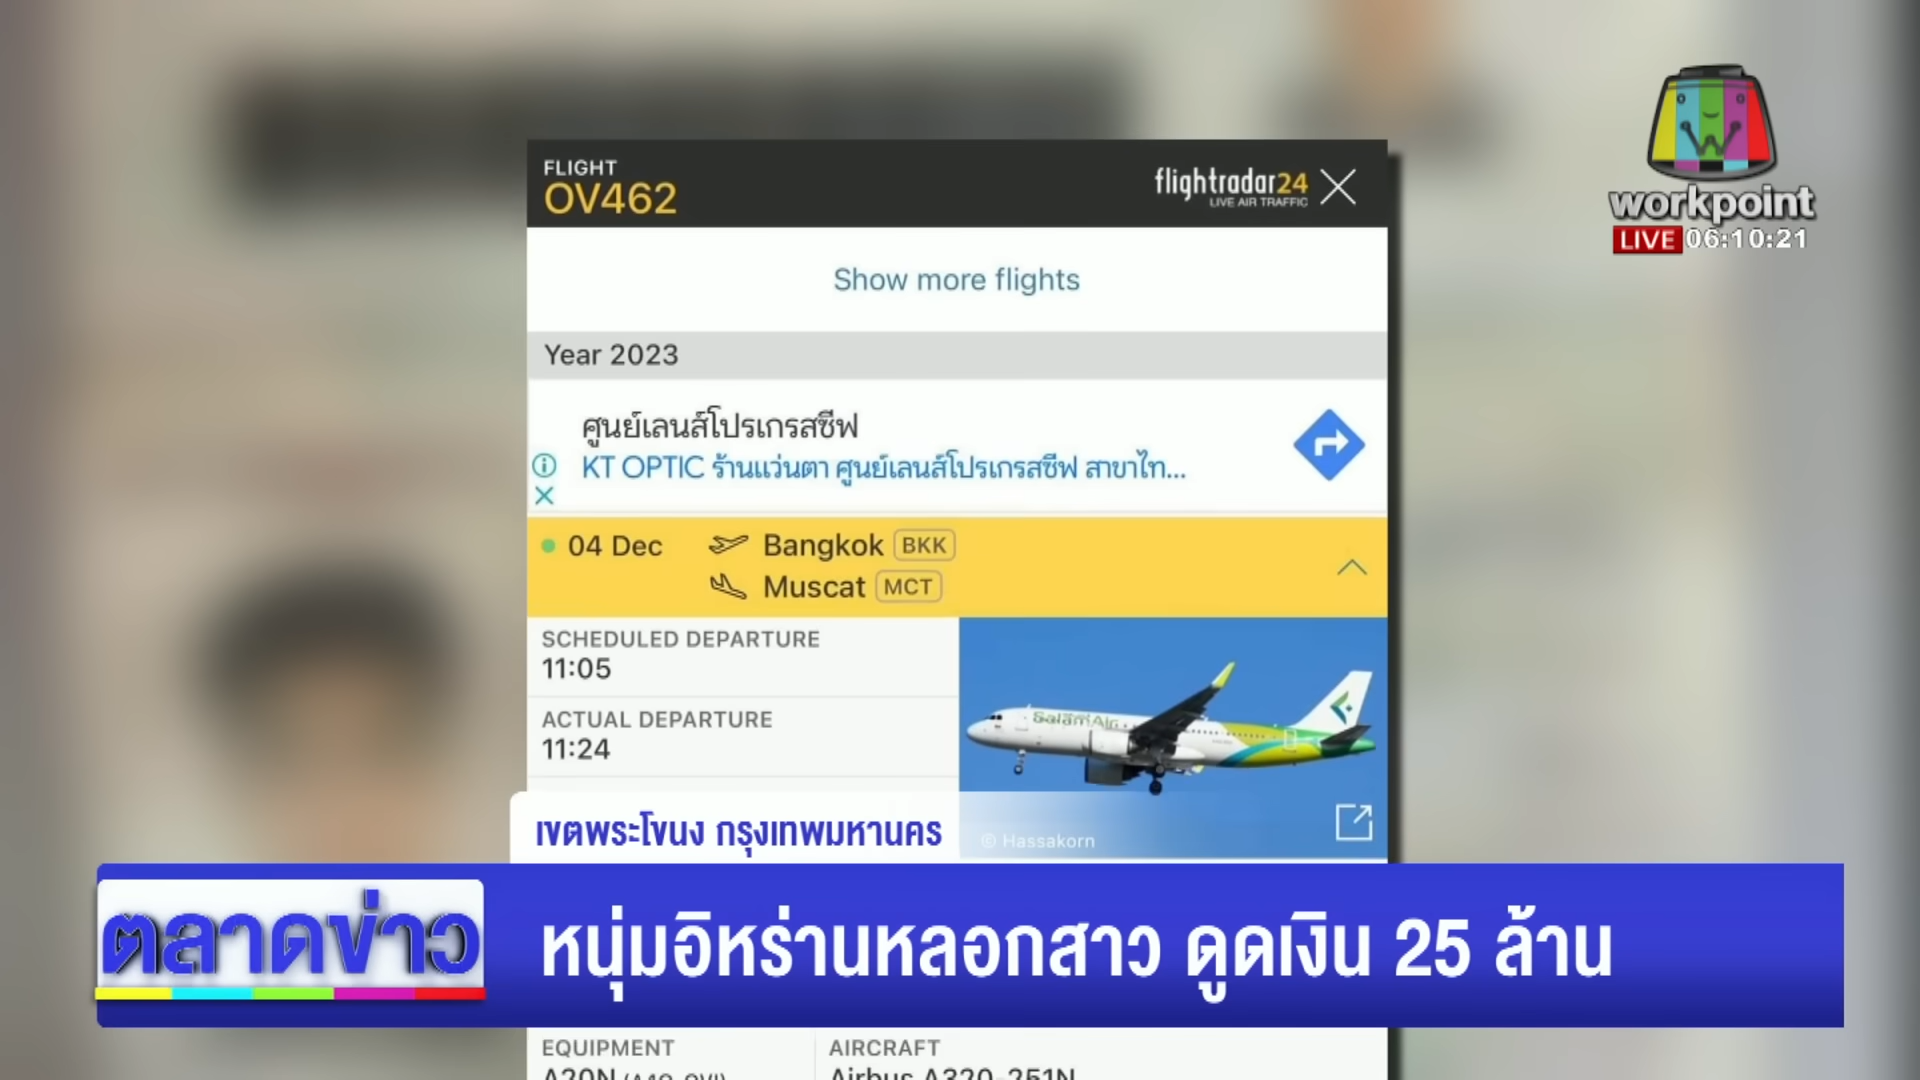 FLIGHT
OV462
flightradar24
LIVE AIR TRAFFIC
workpoint
LIVE 06:10:21
Show more flights
Year 2023
ศูนย์เลนส์โปรเกรสซีฟ
KT OPTIC ร้านแว่นตา ศูนย์เลนส์โปรเกรสซีฟ สาขาไท...
04 Dec Bangkok BKK
Muscat MCT
SCHEDULED DEPARTURE
11:05
ACTUAL DEPARTURE
11:24
SalamAir
© Hassakorn
เขตพระโขนง กรุงเทพมหานคร
ตลาดข่าว
หนุ่มอิหร่านหลอกสาว ดูดเงิน 25 ล้าน
EQUIPMENT
A20N
AIRCRAFT
Airbus A320-251N